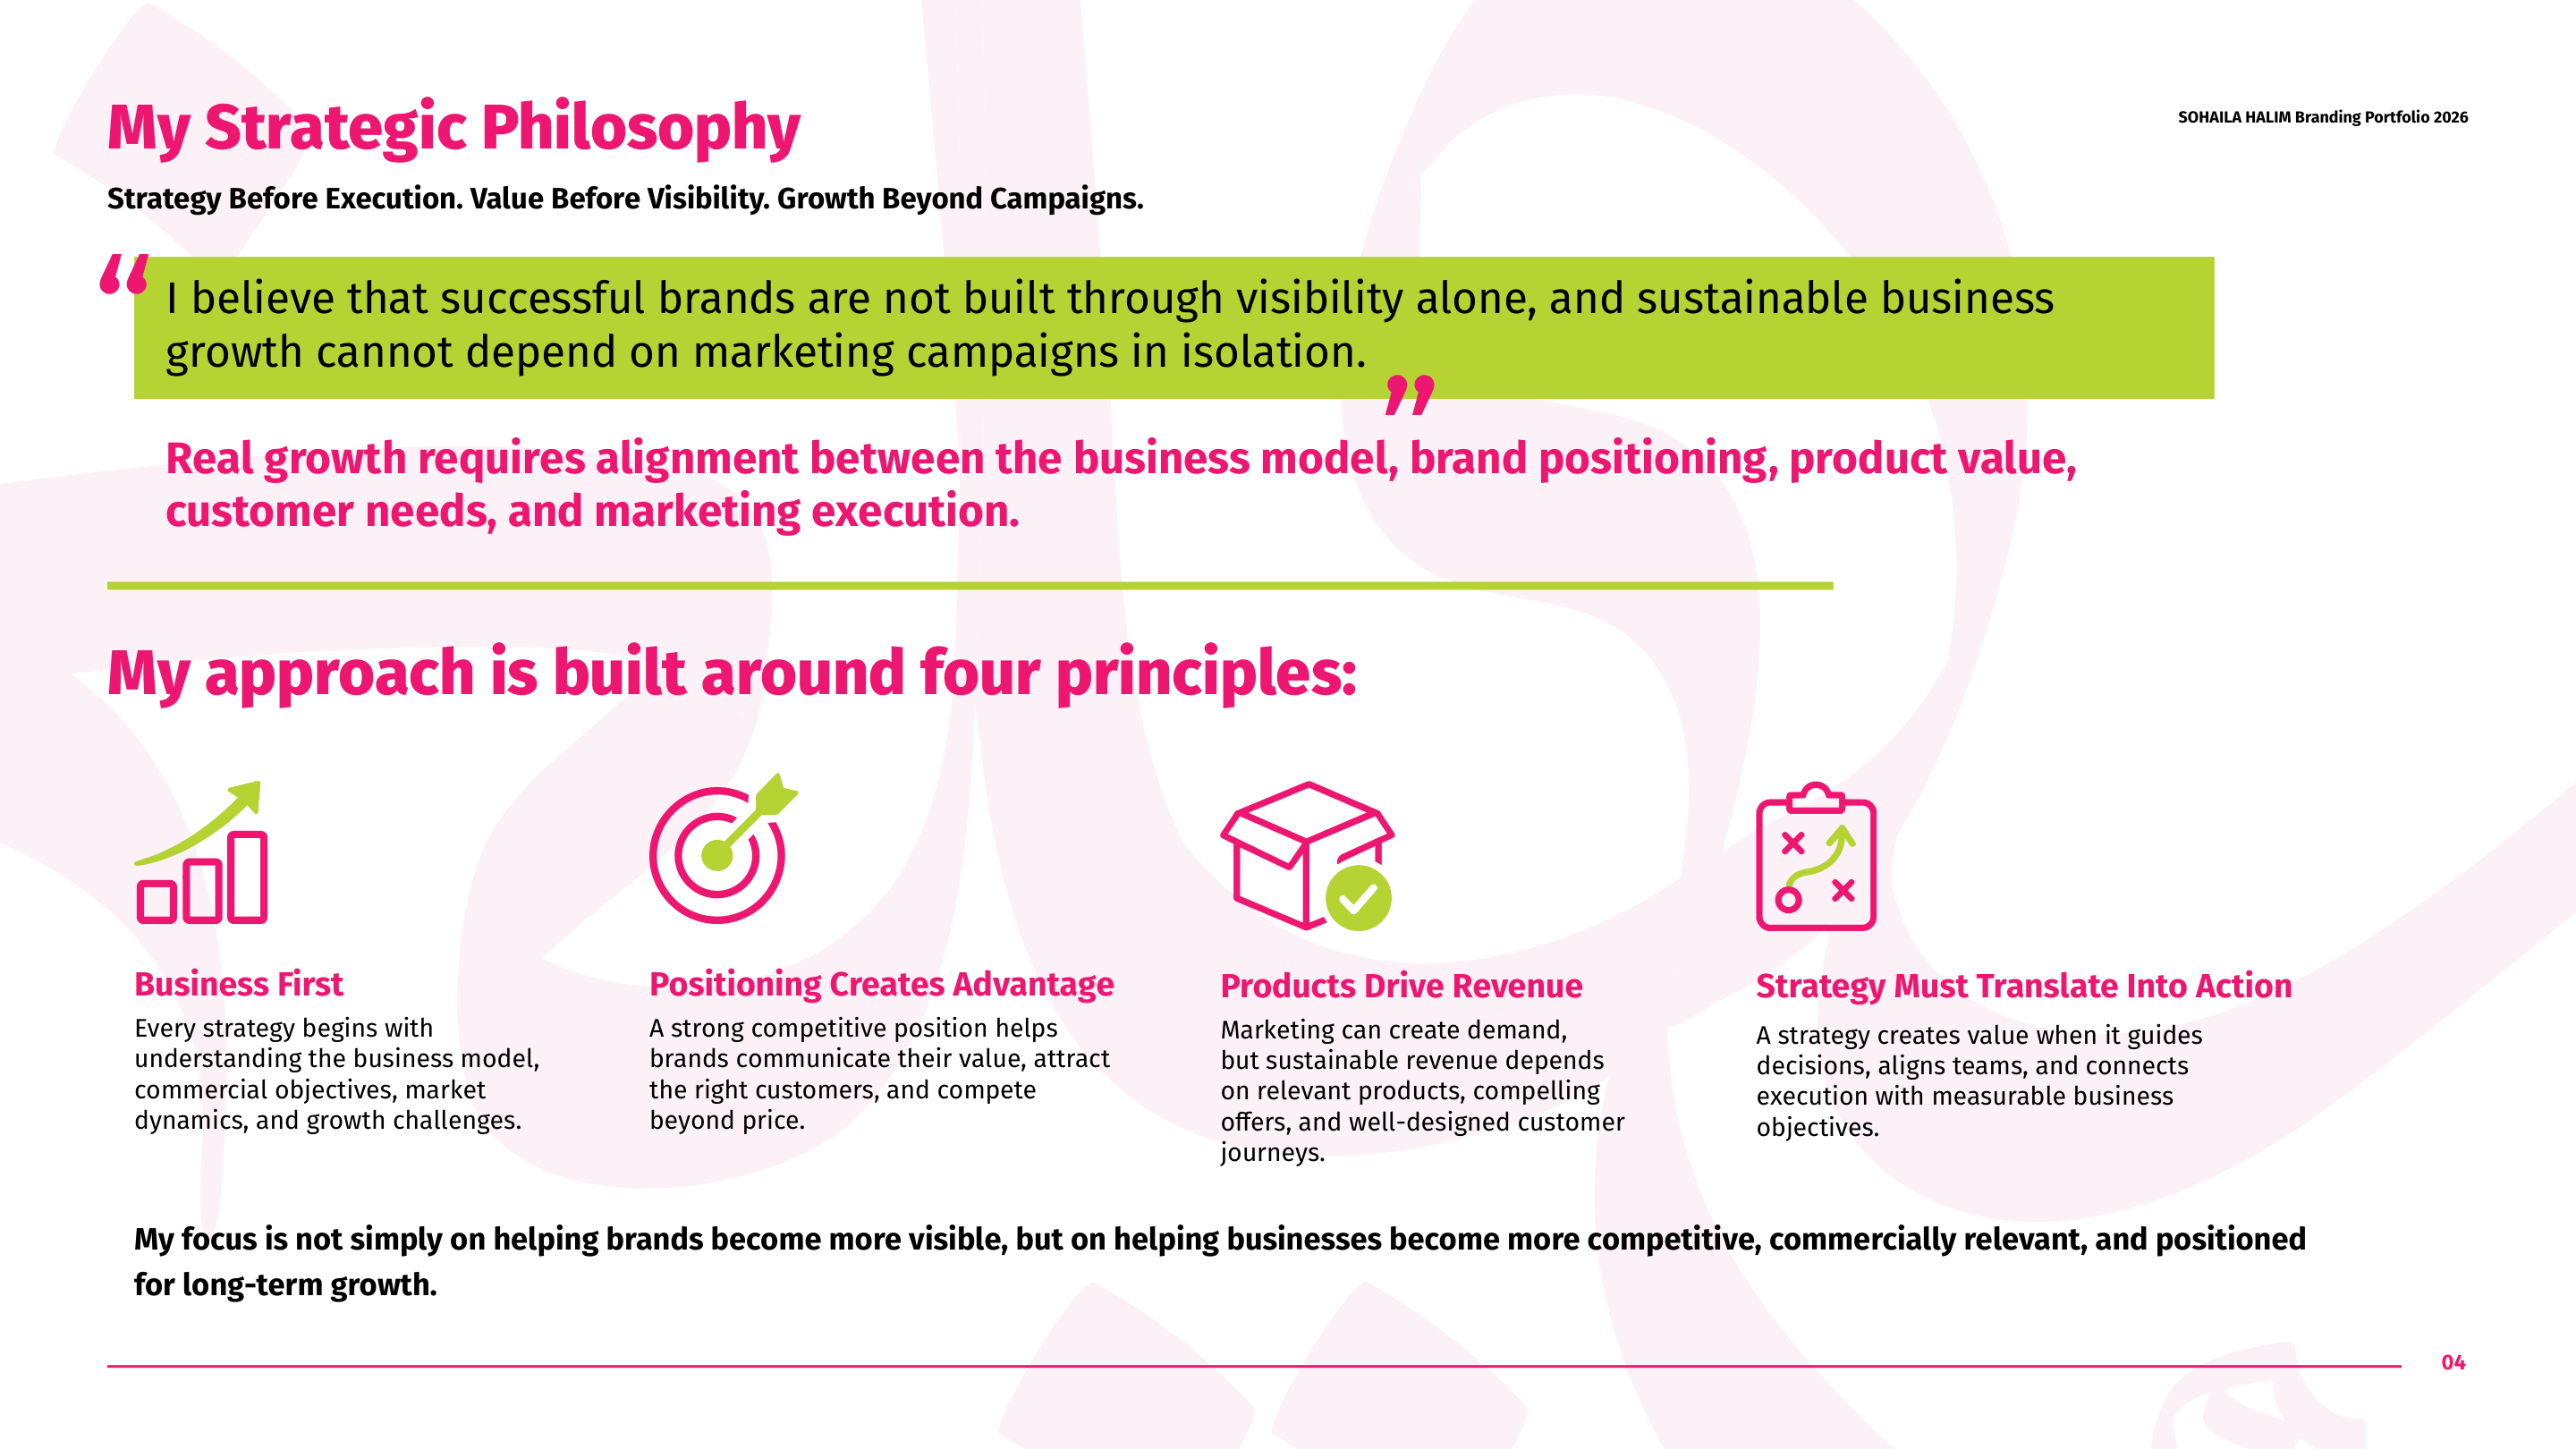 My Strategic Philosophy
SOHAILA HALIM Branding Portfolio 2026
Strategy Before Execution. Value Before Visibility. Growth Beyond Campaigns.
“ I believe that successful brands are not built through visibility alone, and sustainable business
growth cannot depend on marketing campaigns in isolation. ”
Real growth requires alignment between the business model, brand positioning, product value,
customer needs, and marketing execution.
My approach is built around four principles:
Business First
Every strategy begins with
understanding the business model,
commercial objectives, market
dynamics, and growth challenges.
Positioning Creates Advantage
A strong competitive position helps
brands communicate their value, attract
the right customers, and compete
beyond price.
Products Drive Revenue
Marketing can create demand,
but sustainable revenue depends
on relevant products, compelling
offers, and well-designed customer
journeys.
Strategy Must Translate Into Action
A strategy creates value when it guides
decisions, aligns teams, and connects
execution with measurable business
objectives.
My focus is not simply on helping brands become more visible, but on helping businesses become more competitive, commercially relevant, and positioned
for long-term growth.
04